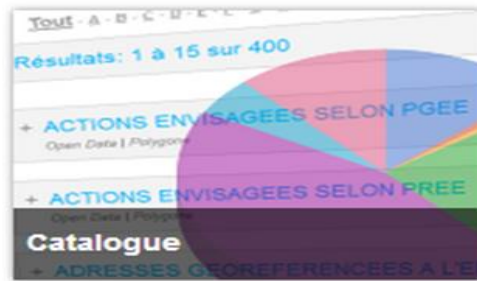 Tout - A - B - C - D - E -
Résultats: 1 à 15 sur 400
+ ACTIONS ENVISAGEES SELON PGEE
Open Data | Polygone
+ ACTIONS ENVISAGEES SELON PREE
Open Data | Polygone
Catalogue
+ ADRESSES GEOREFERENCEES A L'E